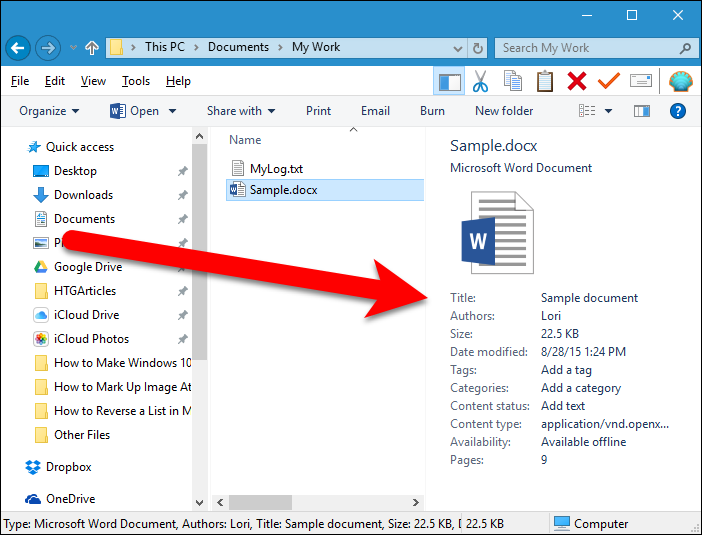 This PC > Documents > My Work
Search My Work
File Edit View Tools Help
Organize Open Share with Print Email Burn New folder
Quick access
Desktop
Downloads
Documents
Google Drive
HTGArticles
iCloud Drive
iCloud Photos
How to Make Windows 10
How to Mark Up Image At
How to Reverse a List in M
Other Files
Dropbox
OneDrive
Name
MyLog.txt
Sample.docx
Sample.docx
Microsoft Word Document
W
Title: Sample document
Authors: Lori
Size: 22.5 KB
Date modified: 8/28/15 1:24 PM
Tags: Add a tag
Categories: Add a category
Content status: Add text
Content type: application/vnd.openx...
Availability: Available offline
Pages: 9
Type: Microsoft Word Document, Authors: Lori, Title: Sample document, Size: 22.5 KB, D 22.5 KB
Computer